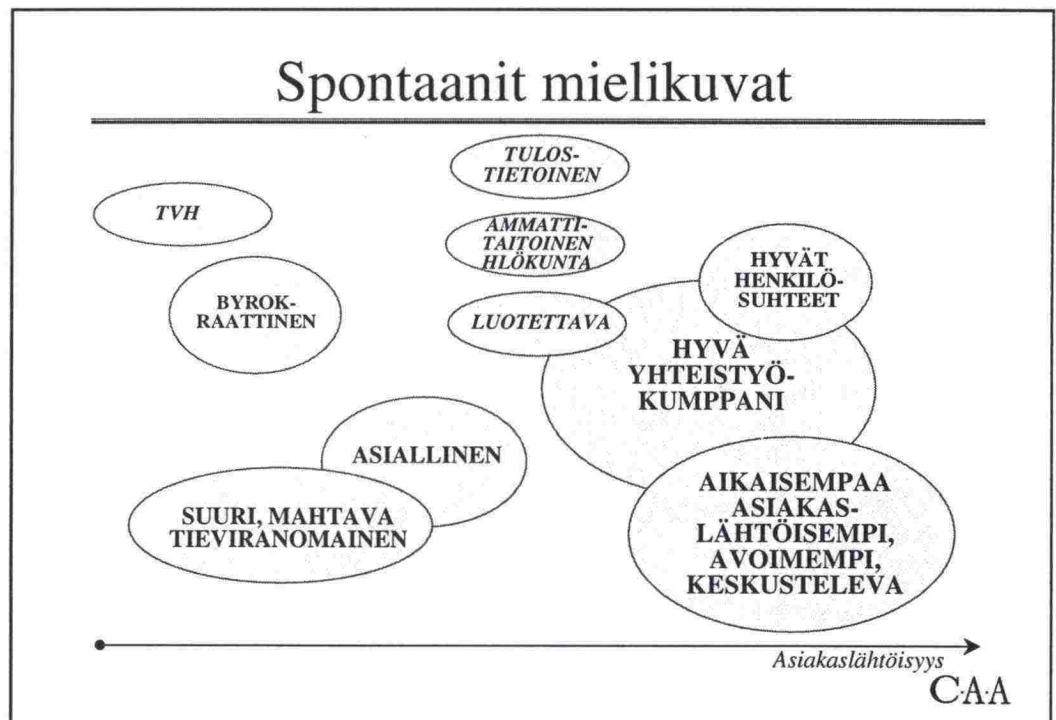 Spontaanit mielikuvat
TULOS-
TIETOINEN
TVH
AMMATTI-
TAITOINEN
HLÖKUNTA
HYVÄT
HENKILÖ-
SUHTEET
BYROK-
RAATTINEN
LUOTETTAVA
HYVÄ
YHTEISTYÖ-
KUMPPANI
ASIALLINEN
SUURI, MAHTAVA
TIEVIRANOMAINEN
AIKAISEMPAA
ASIAKAS-
LÄHTÖISEMPI,
AVOIMEMPI,
KESKUSTELEVA
Asiakaslähtöisyys
C·A·A